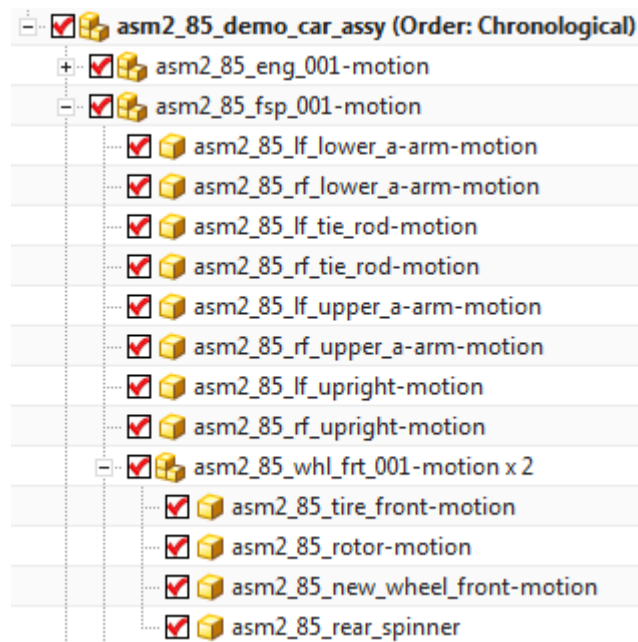 asm2_85_demo_car_assy (Order: Chronological)
asm2_85_eng_001-motion
asm2_85_fsp_001-motion
asm2_85_lf_lower_a-arm-motion
asm2_85_rf_lower_a-arm-motion
asm2_85_lf_tie_rod-motion
asm2_85_rf_tie_rod-motion
asm2_85_lf_upper_a-arm-motion
asm2_85_rf_upper_a-arm-motion
asm2_85_lf_upright-motion
asm2_85_rf_upright-motion
asm2_85_whl_frt_001-motion x 2
asm2_85_tire_front-motion
asm2_85_rotor-motion
asm2_85_new_wheel_front-motion
asm2_85_rear_spinner